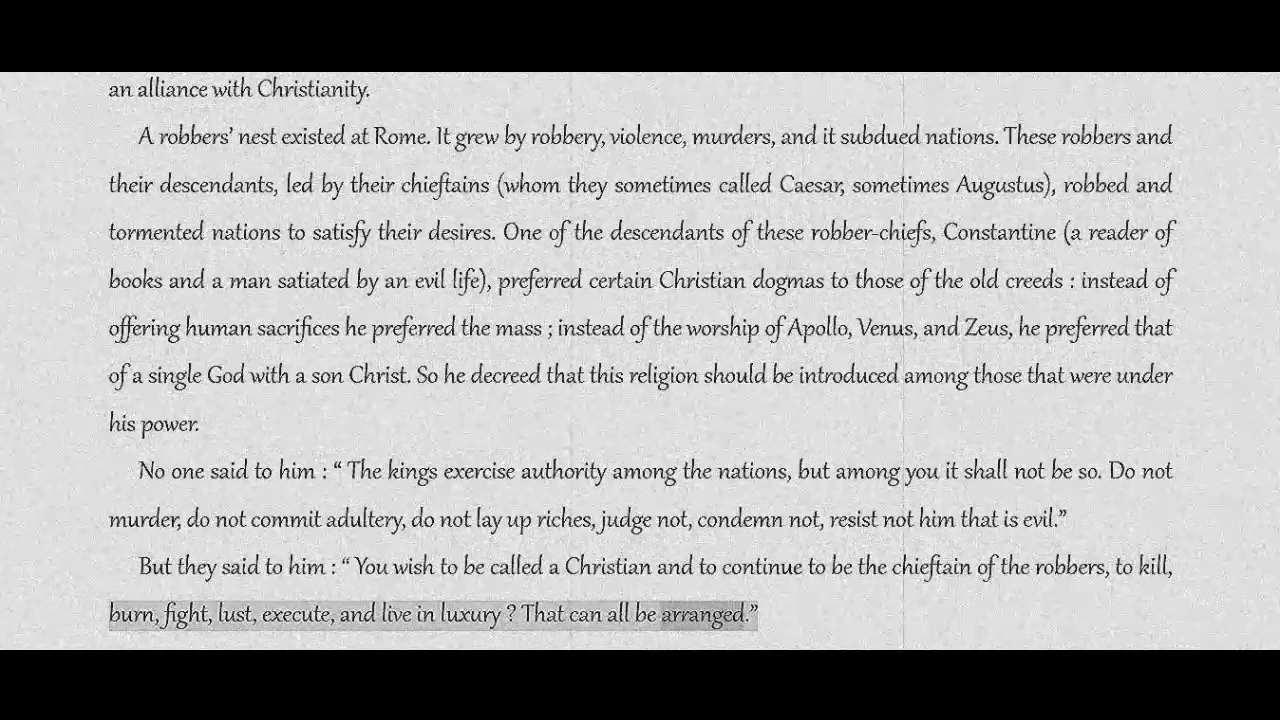 an alliance with Christianity.
A robbers’ nest existed at Rome. It grew by robbery, violence, murders, and it subdued nations. These robbers and
their descendants, led by their chieftains (whom they sometimes called Caesar, sometimes Augustus), robbed and
tormented nations to satisfy their desires. One of the descendants of these robber-chiefs, Constantine (a reader of
books and a man satiated by an evil life), preferred certain Christian dogmas to those of the old creeds : instead of
offering human sacrifices he preferred the mass ; instead of the worship of Apollo, Venus, and Zeus, he preferred that
of a single God with a son Christ. So he decreed that this religion should be introduced among those that were under
his power.
No one said to him : “ The kings exercise authority among the nations, but among you it shall not be so. Do not
murder, do not commit adultery, do not lay up riches, judge not, condemn not, resist not him that is evil.”
But they said to him : “ You wish to be called a Christian and to continue to be the chieftain of the robbers, to kill,
burn, fight, lust, execute, and live in luxury ? That can all be arranged.”